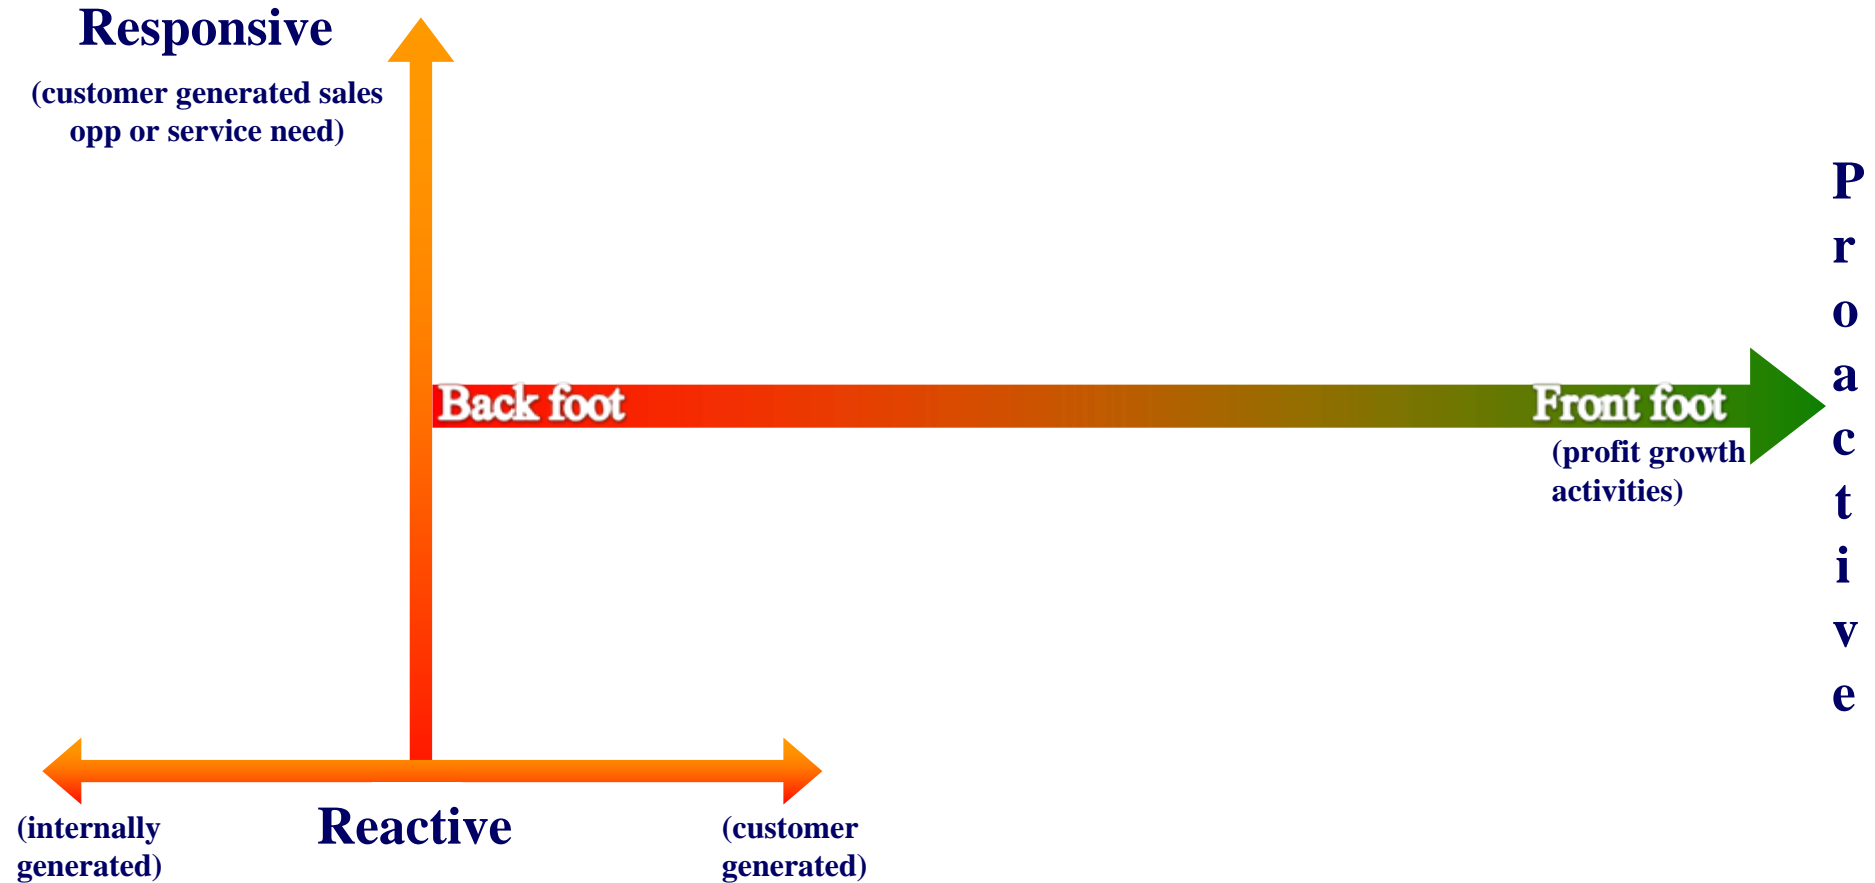 Responsive
(customer generated sales
opp or service need)
Back foot
Front foot
(profit growth
activities)
Proactive
Reactive
(internally
generated)
(customer
generated)